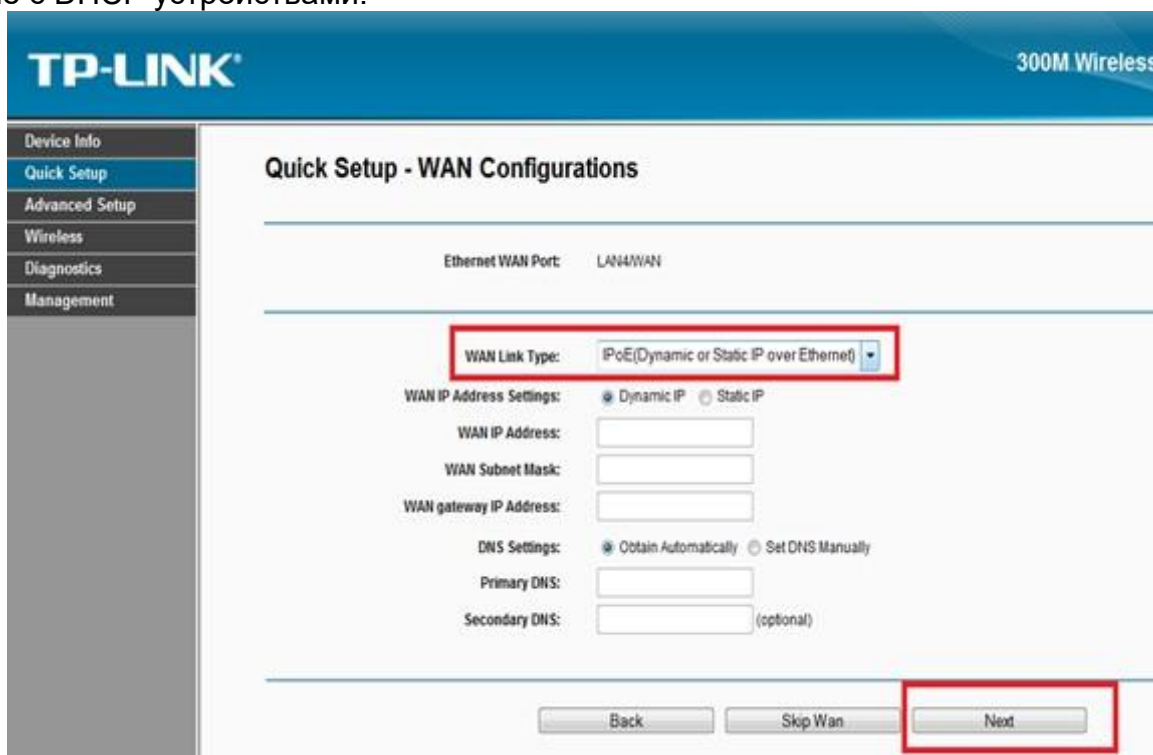 с DHCP устройствами.
TP-LINK®
300M Wireless
Device Info
Quick Setup
Advanced Setup
Wireless
Diagnostics
Management
Quick Setup - WAN Configurations
Ethernet WAN Port: LAN4/WAN
WAN Link Type: IPoE(Dynamic or Static IP over Ethernet)
WAN IP Address Settings: Dynamic IP Static IP
WAN IP Address:
WAN Subnet Mask:
WAN gateway IP Address:
DNS Settings: Obtain Automatically Set DNS Manually
Primary DNS:
Secondary DNS: (optional)
Back Skip Wan Next